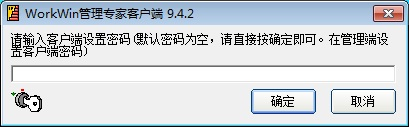 WorkWin管理专家客户端 9.4.2
请输入客户端设置密码(默认密码为空，请直接按确定即可。在管理端设
置客户端密码)
确定
取消